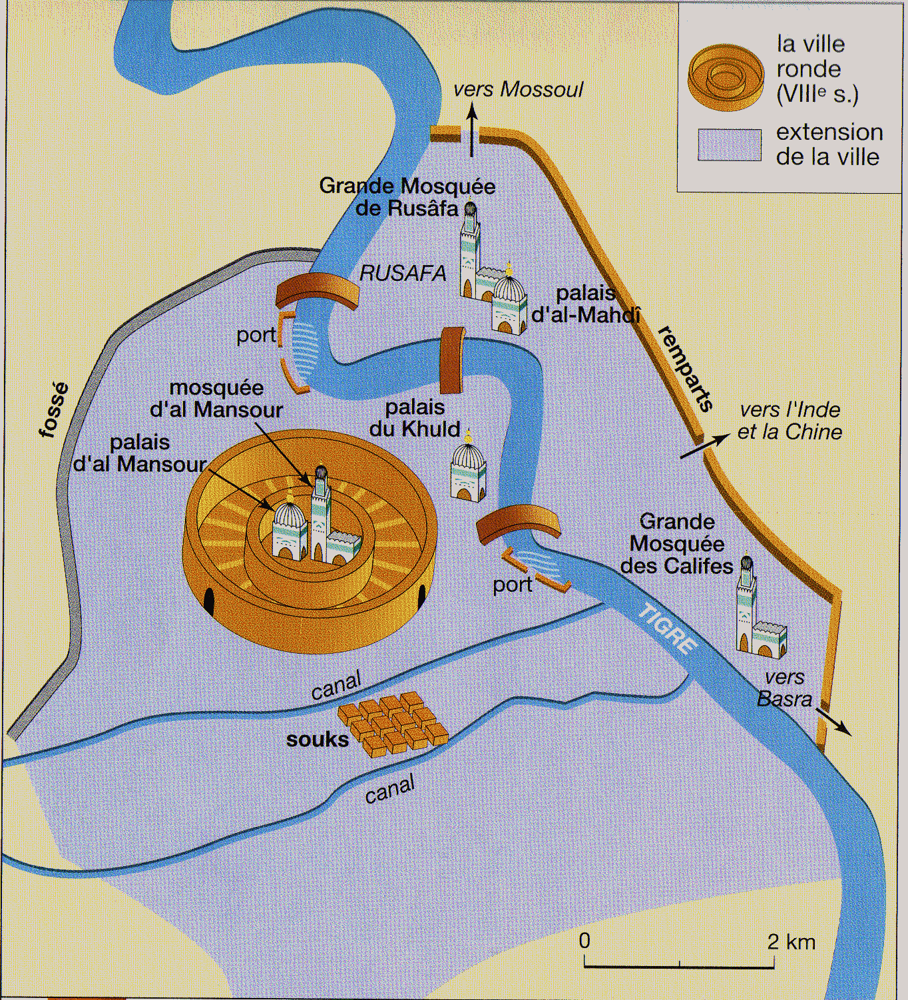 la ville
ronde
(VIIIe s.)
extension
de la ville
vers Mossoul
Grande Mosquée
de Rusâfa
RUSAFA
palais
d'al-Mahdî
port
remparts
fossé
mosquée
d'al Mansour
palais
du Khuld
vers l'Inde
et la Chine
palais
d'al Mansour
Grande
Mosquée
des Califes
port
TIGRE
canal
vers
Basra
souks
canal
0
2 km